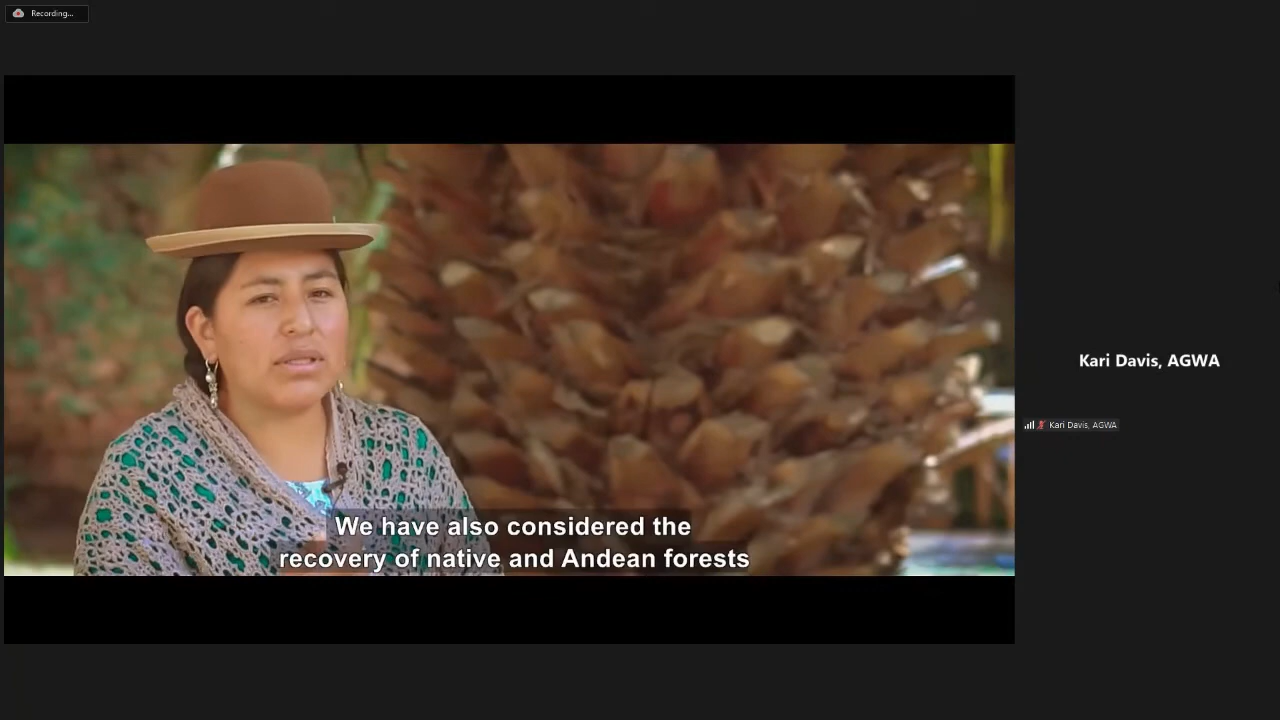 Recording...
We have also considered the
recovery of native and Andean forests
Kari Davis, AGWA
Kari Davis, AGWA